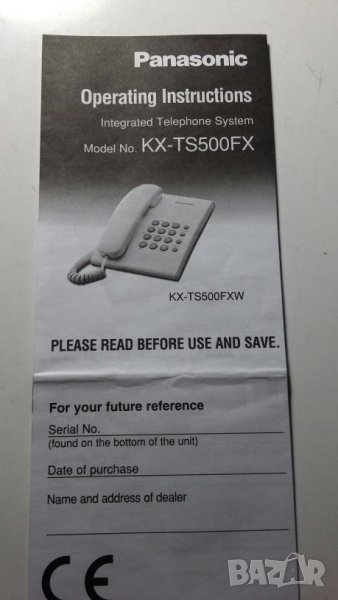 Panasonic
Operating Instructions
Integrated Telephone System
Model No. KX-TS500FX
KX-TS500FXW
PLEASE READ BEFORE USE AND SAVE.
For your future reference
Serial No.
(found on the bottom of the unit)
Date of purchase
Name and address of dealer
CE
BAZAR